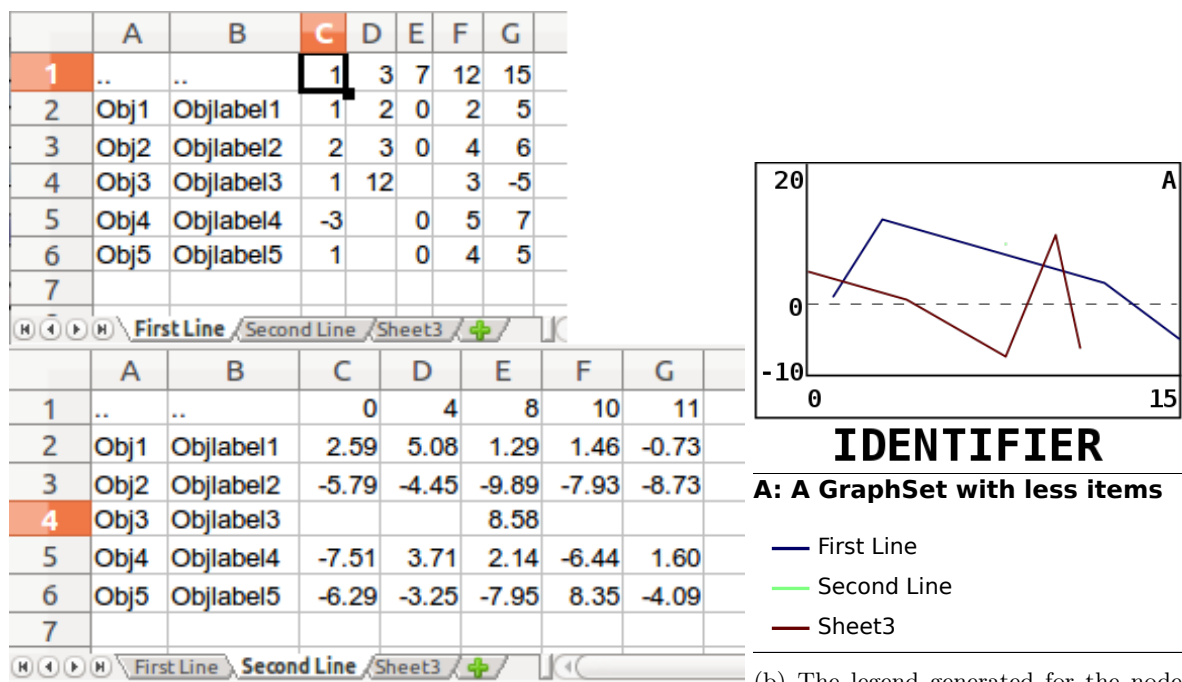 A B C D E F G
1 .. .. 1 3 7 12 15
2 Obj1 Objlabel1 1 2 0 2 5
3 Obj2 Objlabel2 2 3 0 4 6
4 Obj3 Objlabel3 1 12 3 -5
5 Obj4 Objlabel4 -3 0 5 7
6 Obj5 Objlabel5 1 0 4 5
7
First Line Second Line Sheet3
A B C D E F G
1 .. .. 0 4 8 10 11
2 Obj1 Objlabel1 2.59 5.08 1.29 1.46 -0.73
3 Obj2 Objlabel2 -5.79 -4.45 -9.89 -7.93 -8.73
4 Obj3 Objlabel3 8.58
5 Obj4 Objlabel4 -7.51 3.71 2.14 -6.44 1.60
6 Obj5 Objlabel5 -6.29 -3.25 -7.95 8.35 -4.09
7
First Line Second Line Sheet3
20 A
0
-10
0 15
IDENTIFIER
A: A GraphSet with less items
First Line
Second Line
Sheet3
(b) The legend generated for the node